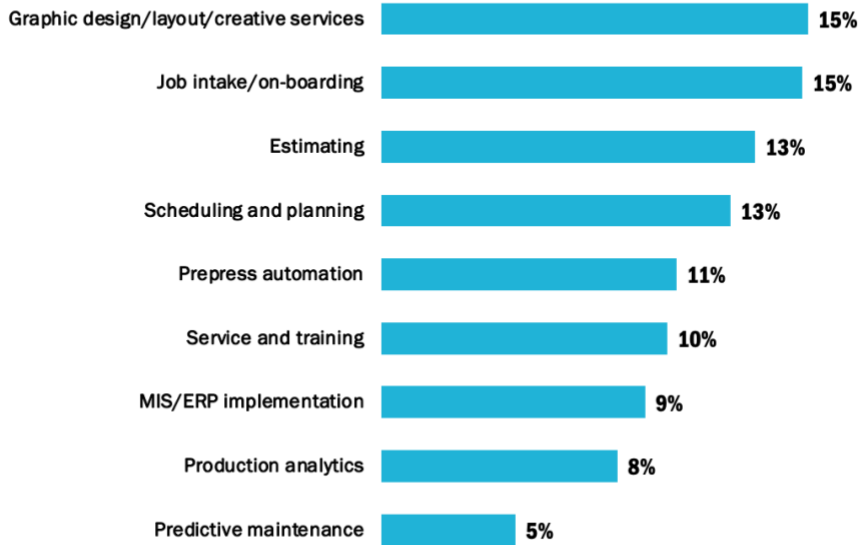 Graphic design/layout/creative services 15%
Job intake/on-boarding 15%
Estimating 13%
Scheduling and planning 13%
Prepress automation 11%
Service and training 10%
MIS/ERP implementation 9%
Production analytics 8%
Predictive maintenance 5%